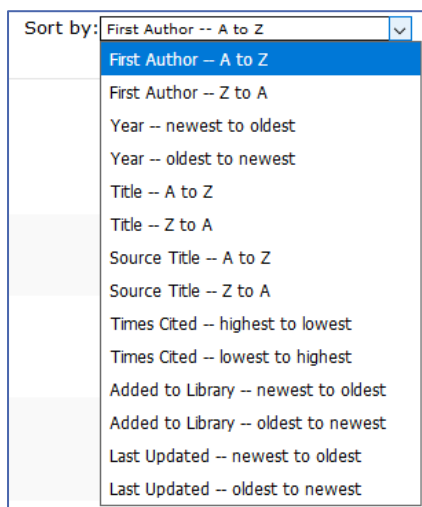 Sort by: First Author -- A to Z
First Author -- A to Z
First Author -- Z to A
Year -- newest to oldest
Year -- oldest to newest
Title -- A to Z
Title -- Z to A
Source Title -- A to Z
Source Title -- Z to A
Times Cited -- highest to lowest
Times Cited -- lowest to highest
Added to Library -- newest to oldest
Added to Library -- oldest to newest
Last Updated -- newest to oldest
Last Updated -- oldest to newest